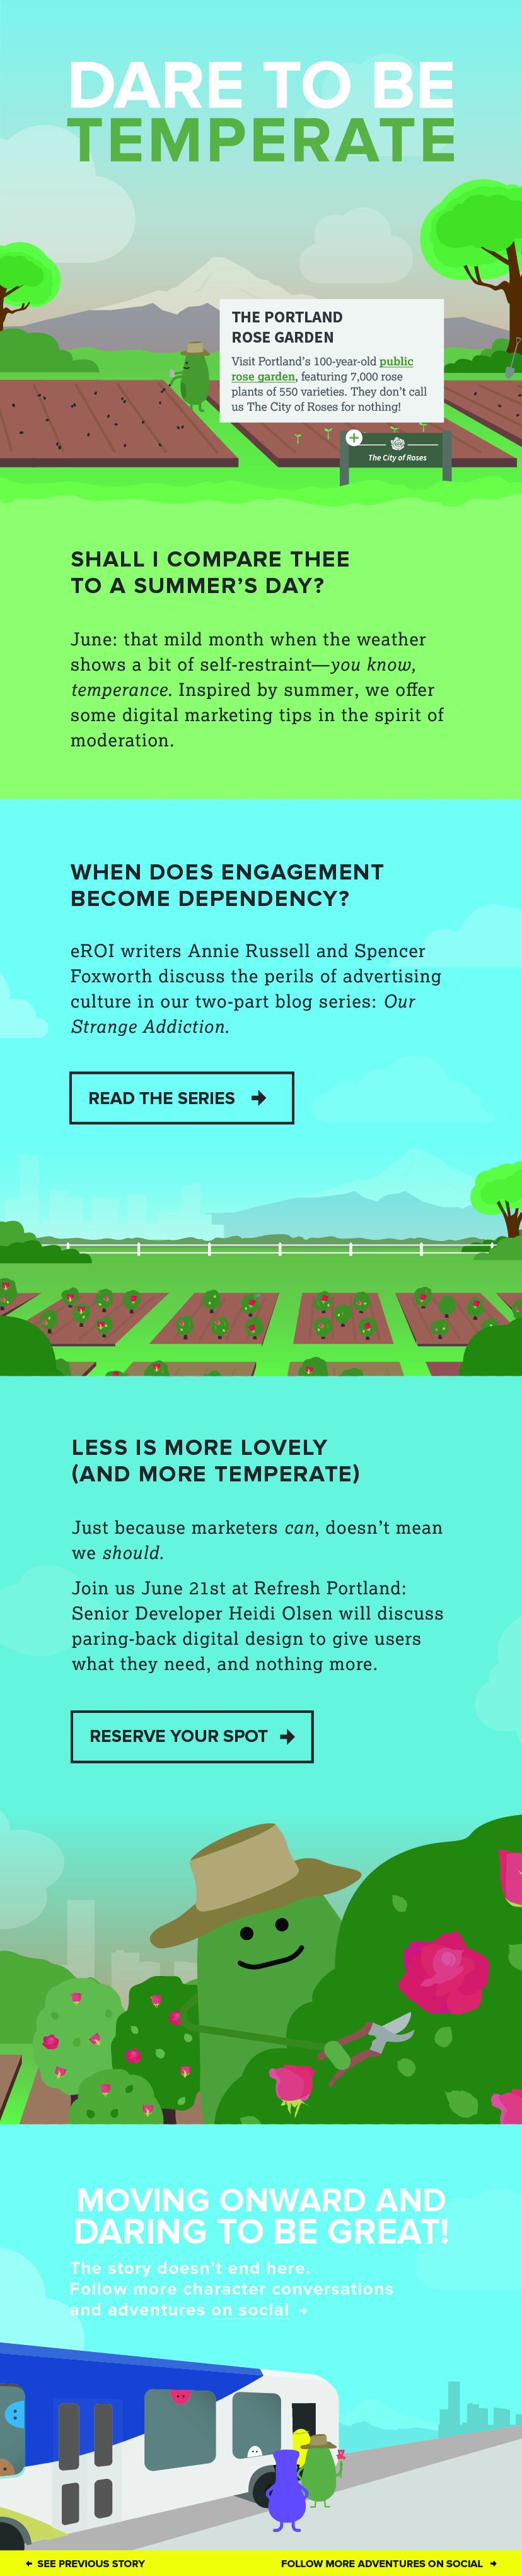 DARE TO BE
TEMPERATE
THE PORTLAND
ROSE GARDEN
Visit Portland's 100-year-old public
rose garden, featuring 7,000 rose
plants of 550 varieties. They don't call
us The City of Roses for nothing!
The City of Roses
SHALL I COMPARE THEE
TO A SUMMER'S DAY?
June: that mild month when the weather
shows a bit of self-restraint—you know,
temperance. Inspired by summer, we offer
some digital marketing tips in the spirit of
moderation.
WHEN DOES ENGAGEMENT
BECOME DEPENDENCY?
eROI writers Annie Russell and Spencer
Foxworth discuss the perils of advertising
culture in our two-part blog series: Our
Strange Addiction.
READ THE SERIES →
LESS IS MORE LOVELY
(AND MORE TEMPERATE)
Just because marketers can, doesn't mean
we should.
Join us June 21st at Refresh Portland:
Senior Developer Heidi Olsen will discuss
paring-back digital design to give users
what they need, and nothing more.
RESERVE YOUR SPOT →
MOVING ONWARD AND
DARING TO BE GREAT!
The story doesn't end here.
Follow more character conversations
and adventures on social →
← SEE PREVIOUS STORY
FOLLOW MORE ADVENTURES ON SOCIAL →